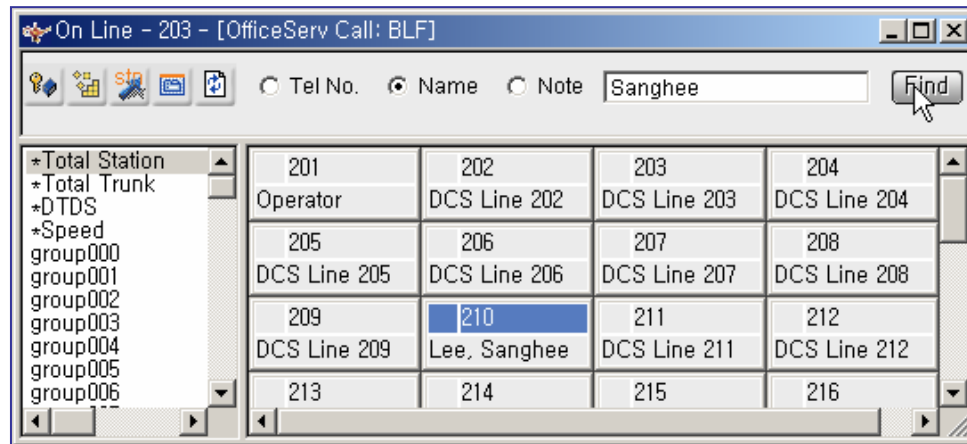 On Line - 203 - [OfficeServ Call: BLF]
stn
Tel No. Name Note Sanghee Find
*Total Station
*Total Trunk
*DTDS
*Speed
group000
group001
group002
group003
group004
group005
group006
201 202 203 204
Operator DCS Line 202 DCS Line 203 DCS Line 204
205 206 207 208
DCS Line 205 DCS Line 206 DCS Line 207 DCS Line 208
209 210 211 212
DCS Line 209 Lee, Sanghee DCS Line 211 DCS Line 212
213 214 215 216